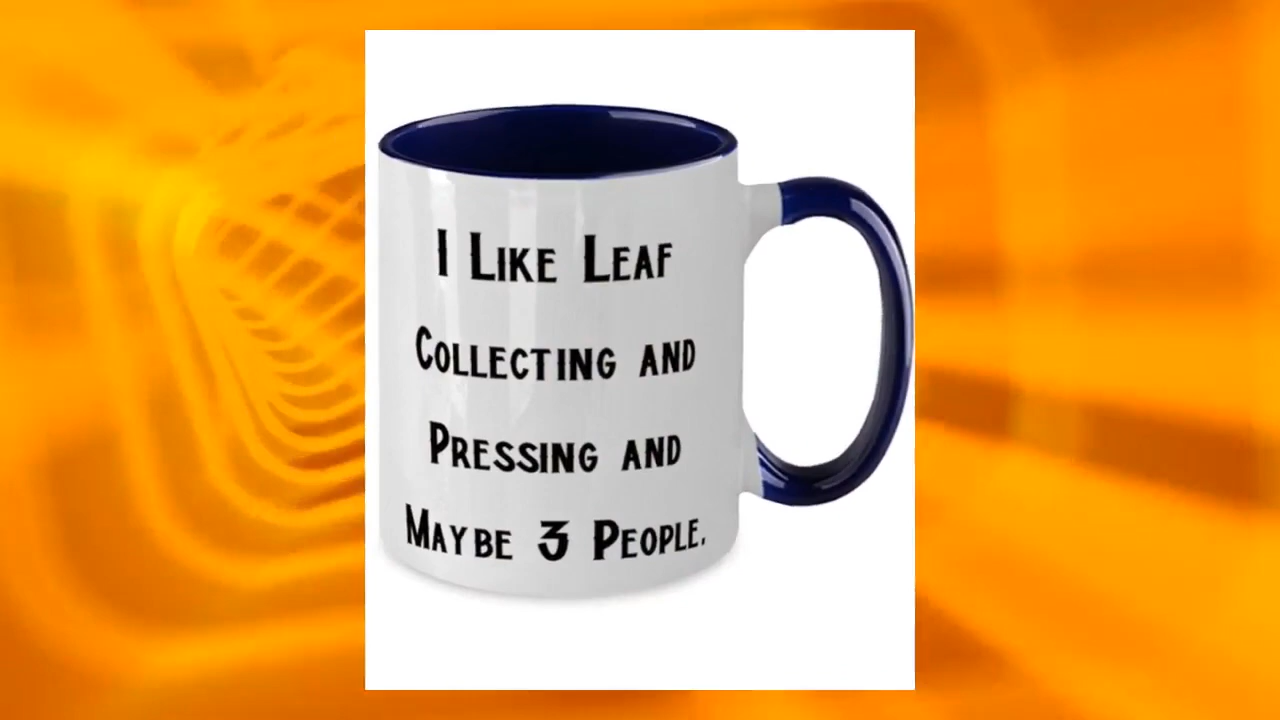 I Like Leaf
Collecting and
Pressing and
Maybe 3 People.